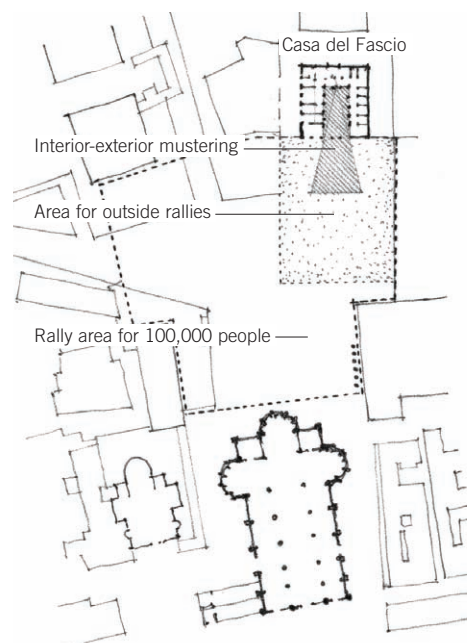 Casa del Fascio
Interior-exterior mustering
Area for outside rallies
Rally area for 100,000 people